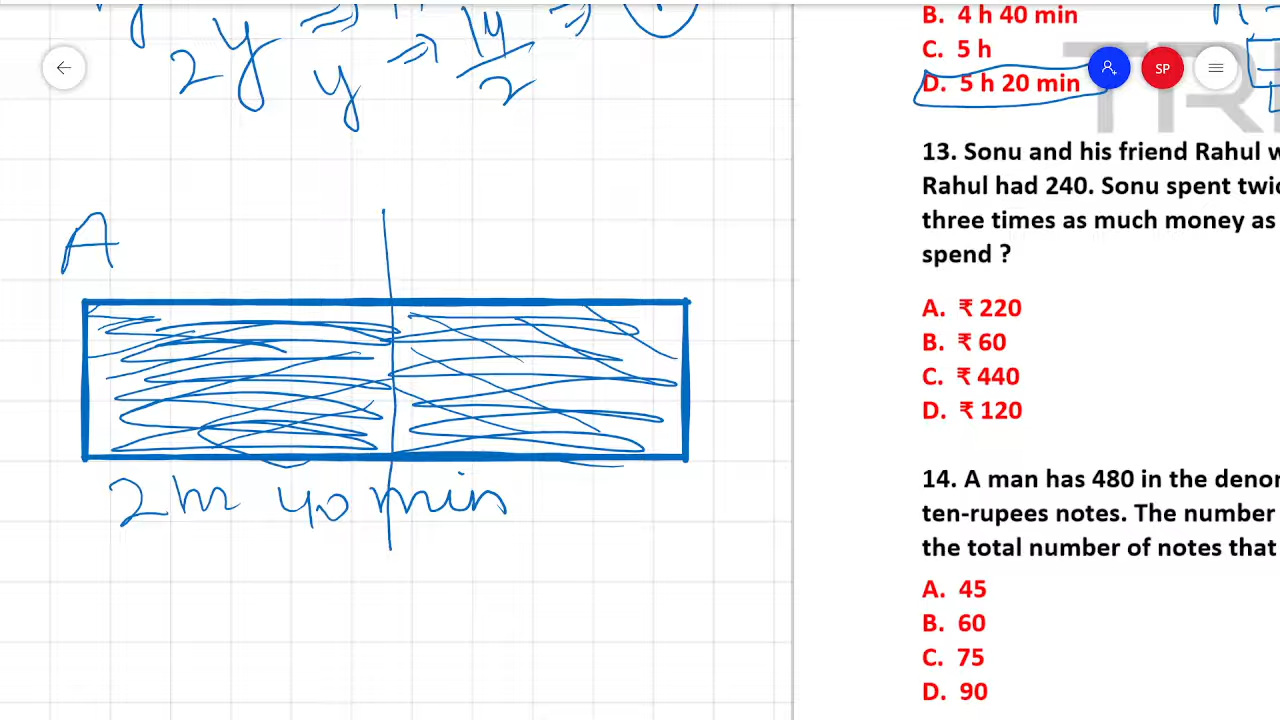 2y
y
⇒ 14/2
A
2 hr 40 min
B. 4 h 40 min
C. 5 h
D. 5 h 20 min
SP
13. Sonu and his friend Rahul
Rahul had 240. Sonu spent
three times as much money as
spend ?
A. ₹ 220
B. ₹ 60
C. ₹ 440
D. ₹ 120
14. A man has 480 in the
ten-rupees notes. The number
the total number of notes that
A. 45
B. 60
C. 75
D. 90